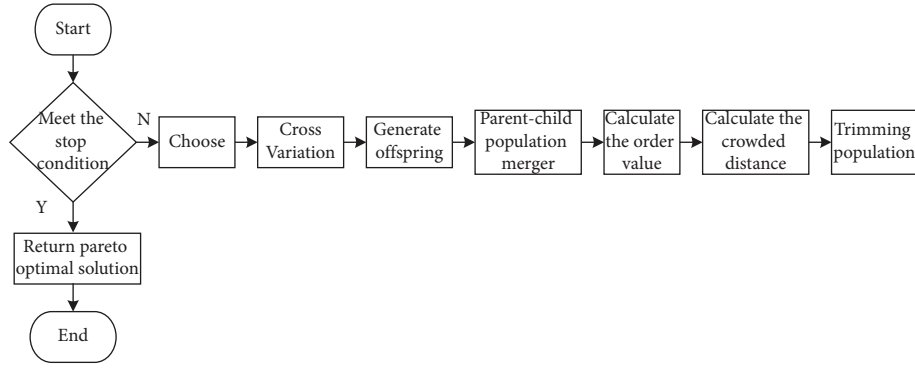 Start
Meet the
stop
condition
N
Choose
Cross
Variation
Generate
offspring
Parent-child
population
merger
Calculate
the order
value
Calculate the
crowded
distance
Trimming
population
Y
Return pareto
optimal solution
End